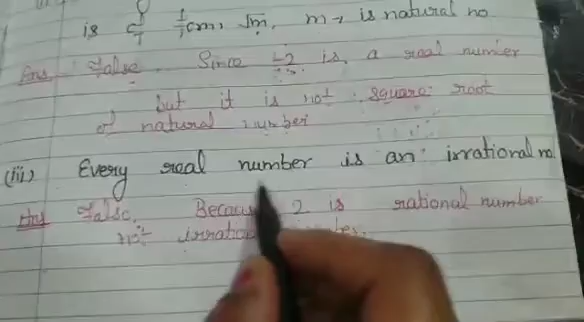 is of the form √m, m → is natural no
Ans False. Since -2 is a real number
but it is not square root
of natural number
(iii) Every real number is an irrational no
Ans False, Because 2 is rational number
not